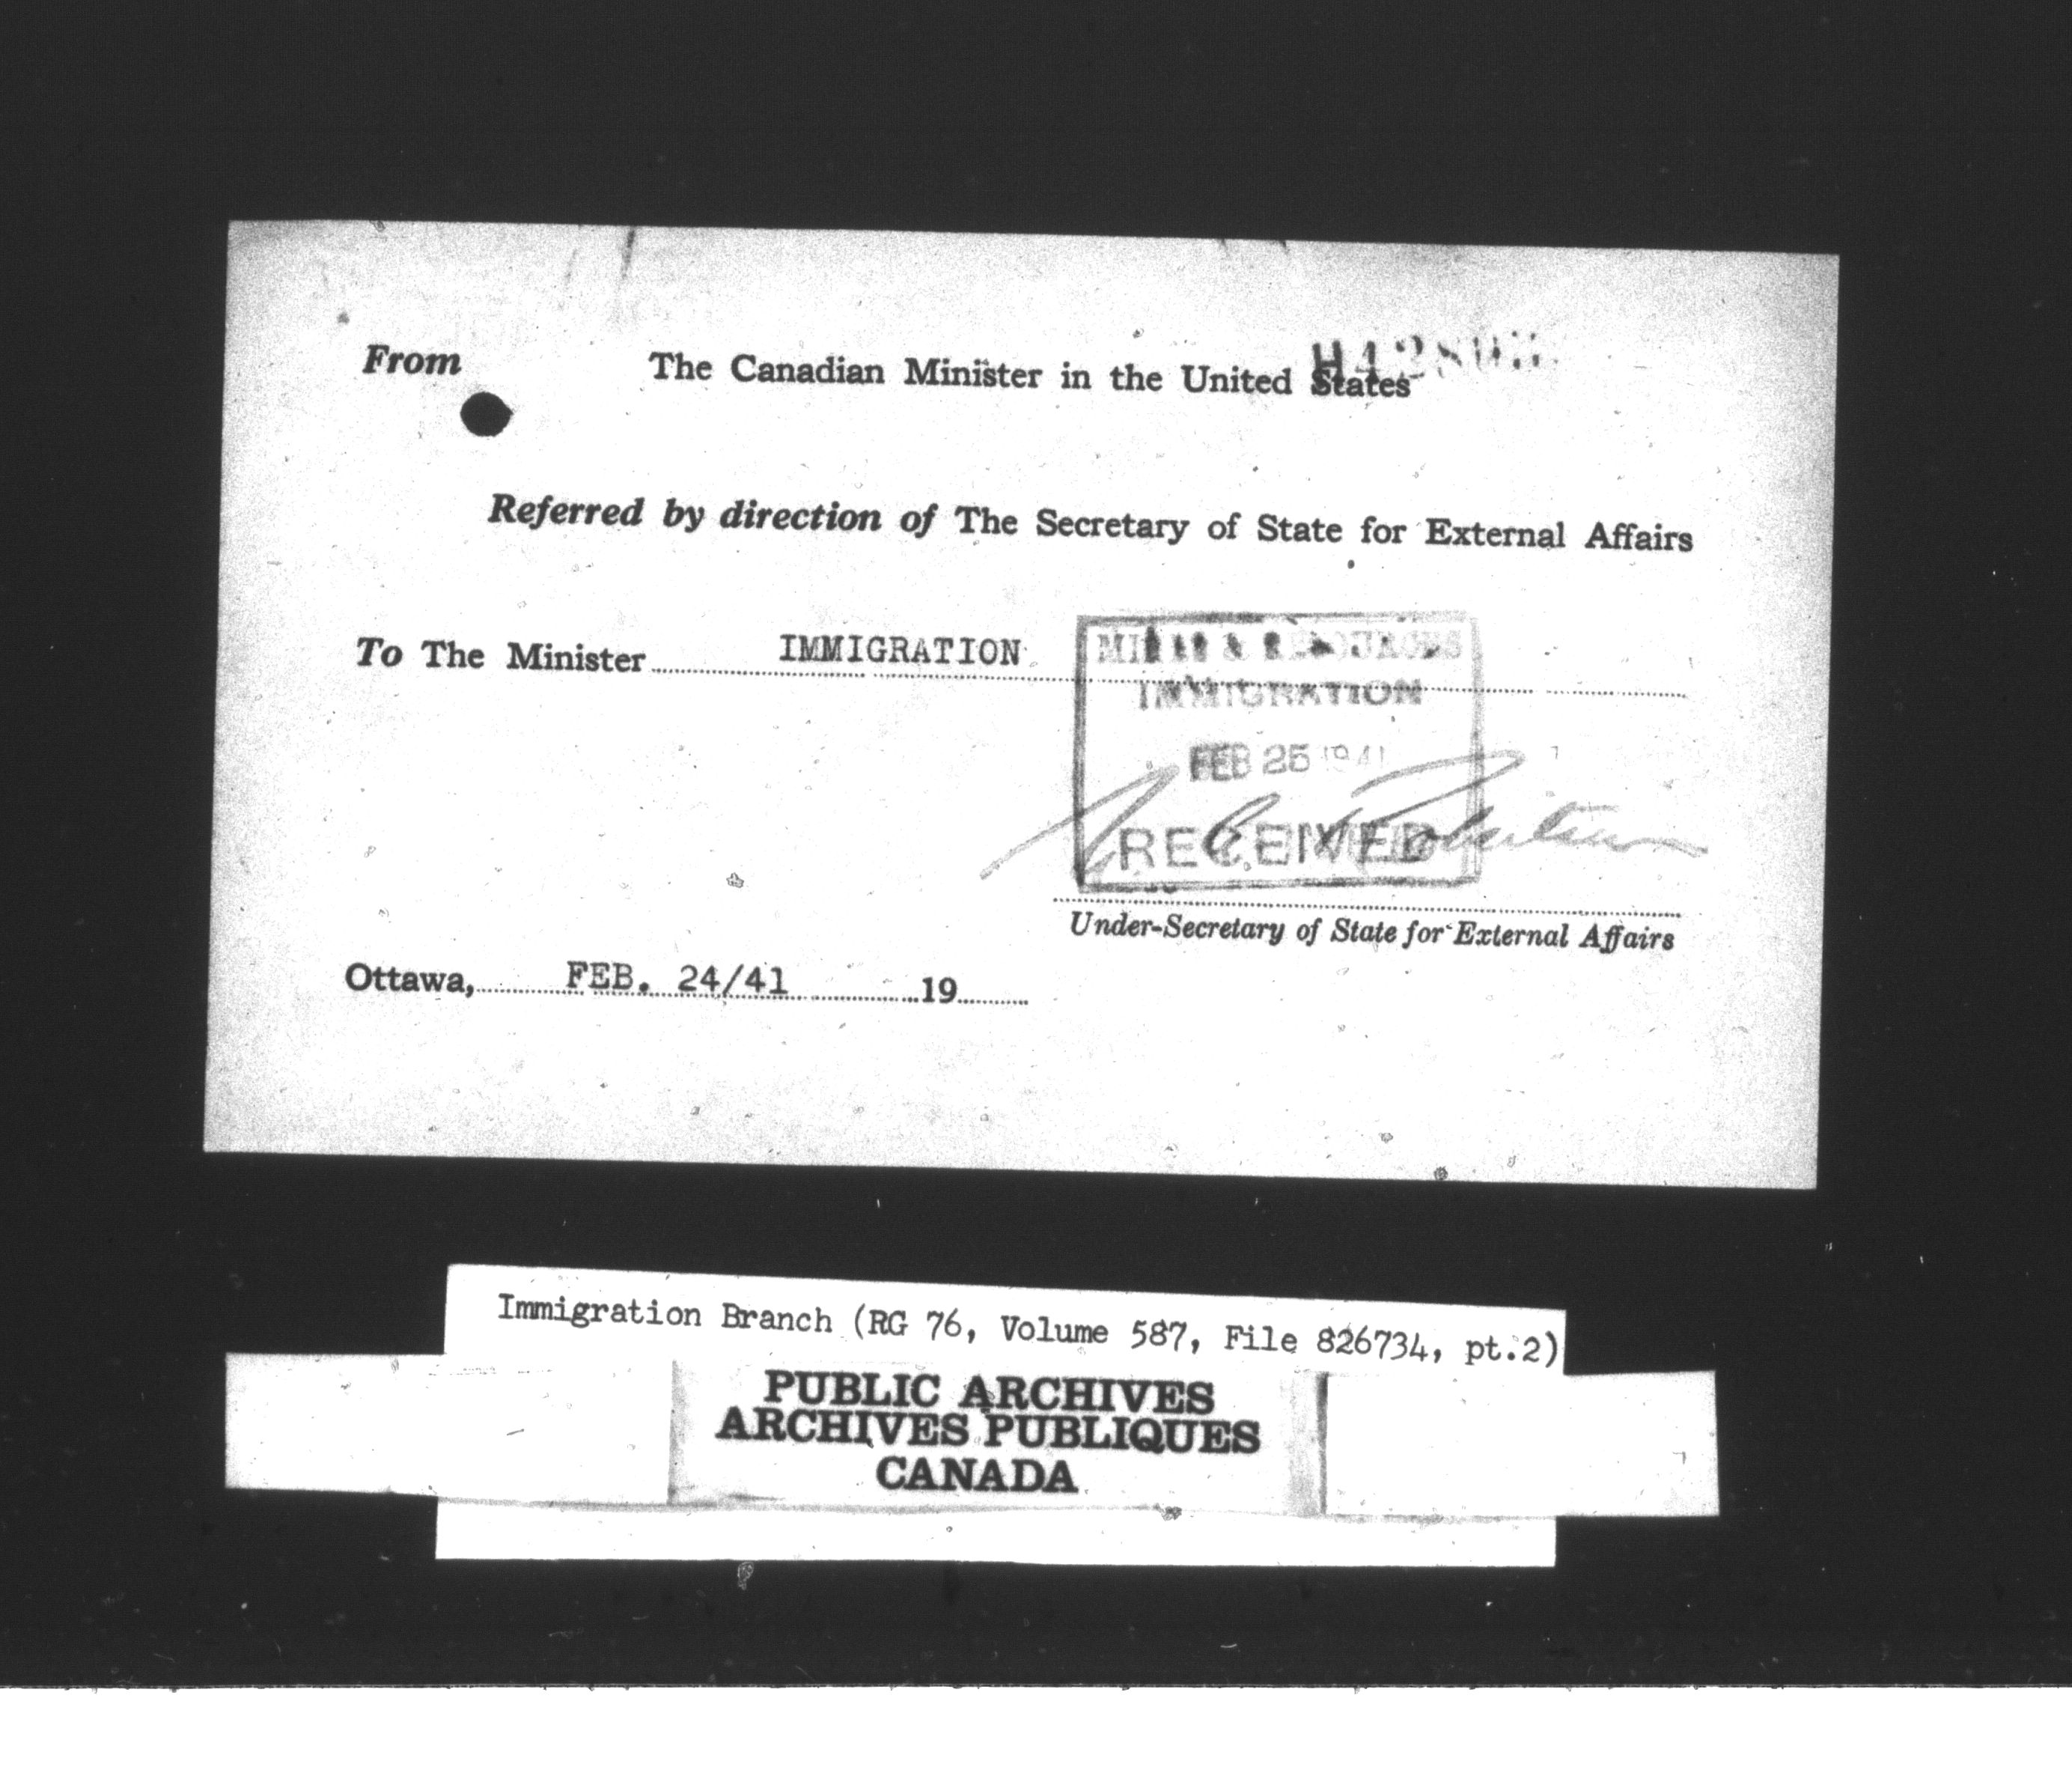 From The Canadian Minister in the United States
Referred by direction of The Secretary of State for External Affairs
To The Minister IMMIGRATION
MINES & RESOURCES
IMMIGRATION
FEB 25 1941
RECEIVED
Under-Secretary of State for External Affairs
Ottawa, FEB. 24/41 19
Immigration Branch (RG 76, Volume 587, File 826734, pt.2)
PUBLIC ARCHIVES
ARCHIVES PUBLIQUES
CANADA